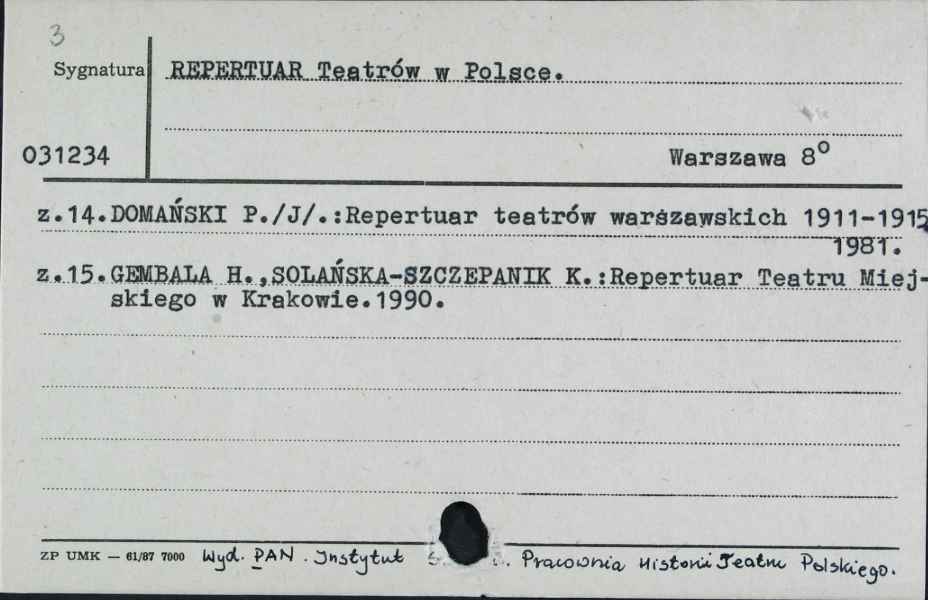 3
Sygnatura REPERTUAR Teatrów w Polsce.
031234 Warszawa 8°
z.14.DOMAŃSKI P./J/.:Repertuar teatrów warszawskich 1911-1915
1981.
z.15.GEMBALA H.,SOLAŃSKA-SZCZEPANIK K.:Repertuar Teatru Miej-
skiego w Krakowie.1990.
ZP UMK — 61/87 7000 Wyd. PAN. Instytut Pracownia Historii Teatru Polskiego.